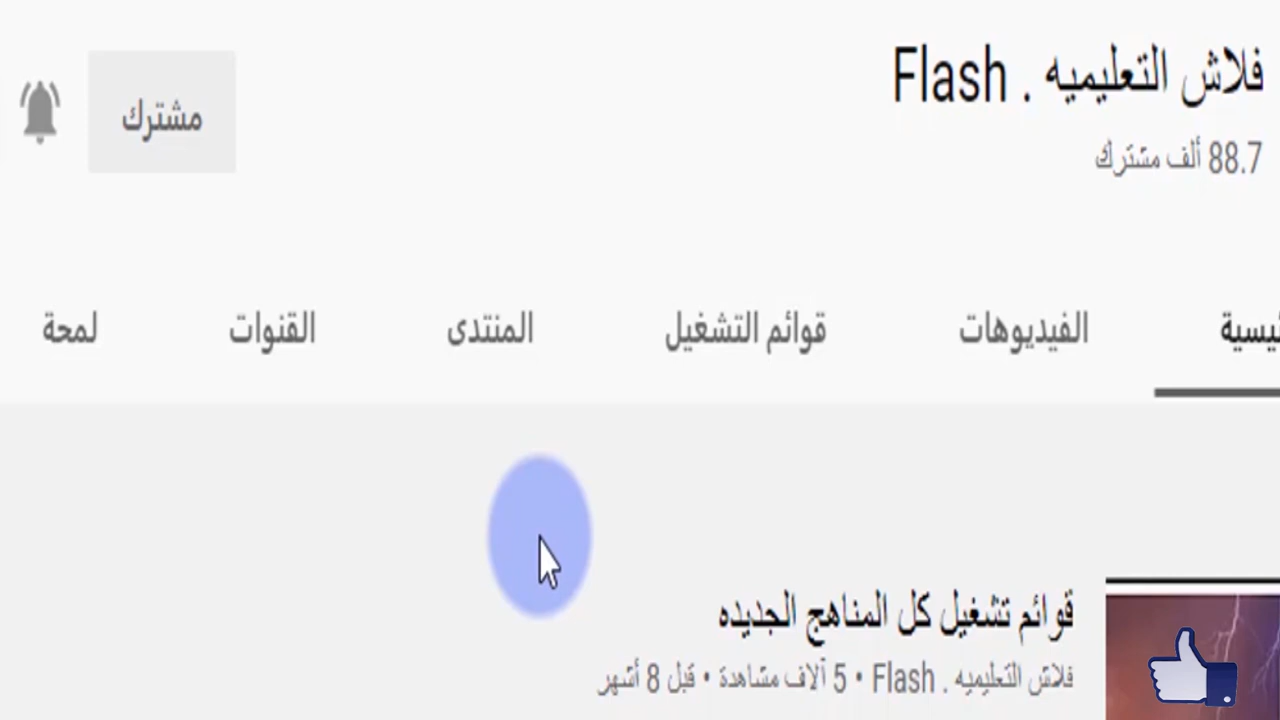 فلاش التعليميه . Flash
88.7 ألف مشترك
مشترك
الفيديوهات
قوائم التشغيل
المنتدى
القنوات
لمحة
قوائم تشغيل كل المناهج الجديده
فلاش التعليميه . Flash • 5 آلاف مشاهدة • قبل 8 أشهر